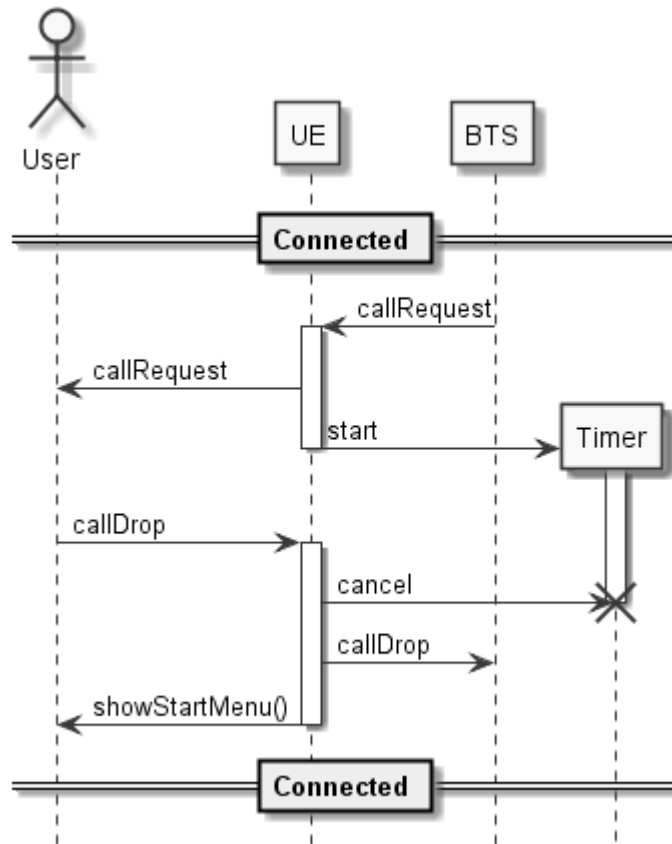 User
UE
BTS
Connected
callRequest
callRequest
start
Timer
callDrop
cancel
callDrop
showStartMenu()
Connected